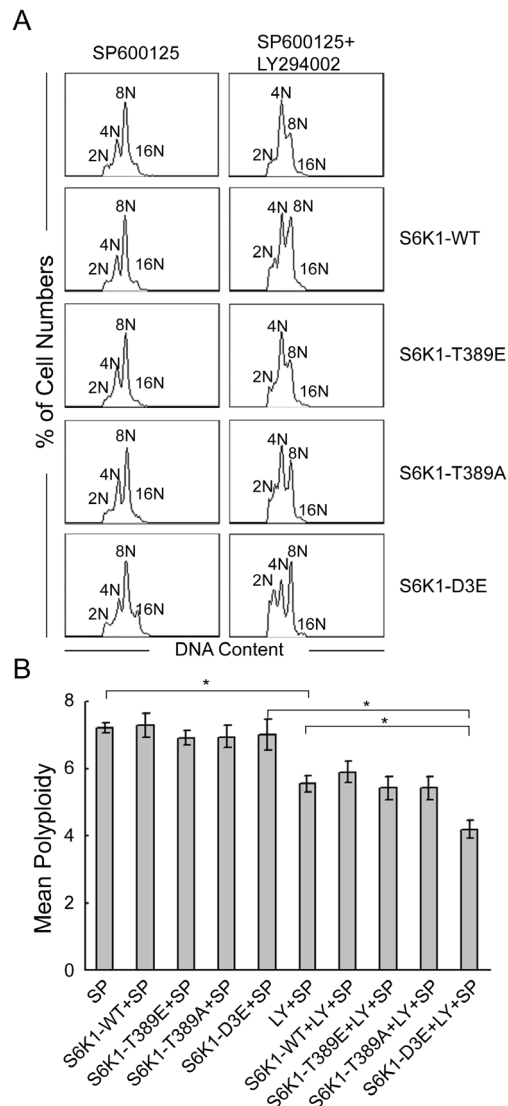 A
SP600125
SP600125+
LY294002
% of Cell Numbers
2N 4N 8N 16N
2N 4N 8N 16N
2N 4N 8N 16N
2N 4N 8N 16N
S6K1-WT
2N 4N 8N 16N
2N 4N 8N 16N
S6K1-T389E
2N 4N 8N 16N
2N 4N 8N 16N
S6K1-T389A
2N 4N 8N 16N
2N 4N 8N 16N
S6K1-D3E
DNA Content
B
Mean Polyploidy
8
6
4
2
0
*
*
*
SP
S6K1-WT+SP
S6K1-T389E+SP
S6K1-T389A+SP
S6K1-D3E+SP
LY+SP
S6K1-WT+LY+SP
S6K1-T389E+LY+SP
S6K1-T389A+LY+SP
S6K1-D3E+LY+SP